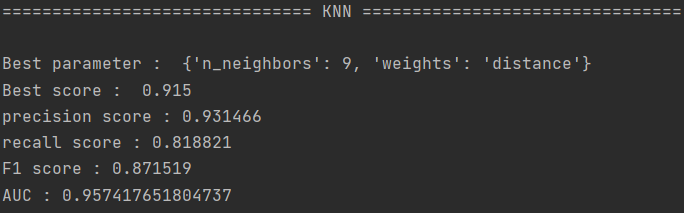 ============================== KNN ===============================
Best parameter :  {'n_neighbors': 9, 'weights': 'distance'}
Best score :  0.915
precision score : 0.931466
recall score : 0.818821
F1 score : 0.871519
AUC : 0.957417651804737